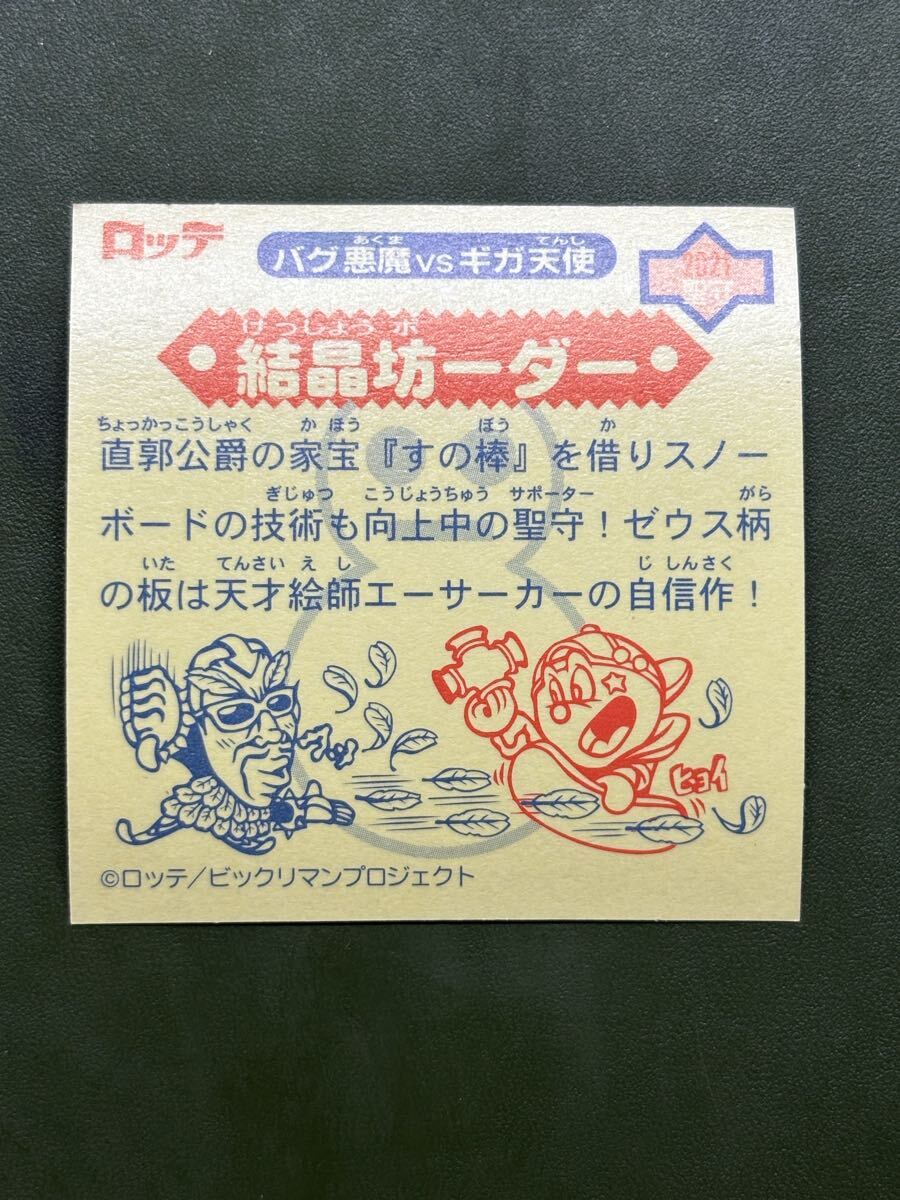 ロッテ
あくま てんし
バグ悪魔vsギガ天使
2021
聖守
けっしょう ボ
結晶坊ーダー
ちょっかっこうしゃく か ほう ぼう か
直郭公爵の家宝『すの棒』を借りスノー
ぎじゅつ こうじょうちゅう サポーター がら
ボードの技術も向上中の聖守！ゼウス柄
いた てんさい え し じ しんさく
の板は天才絵師エーサーカーの自信作！
ヒョイ
©ロッテ/ビックリマンプロジェクト